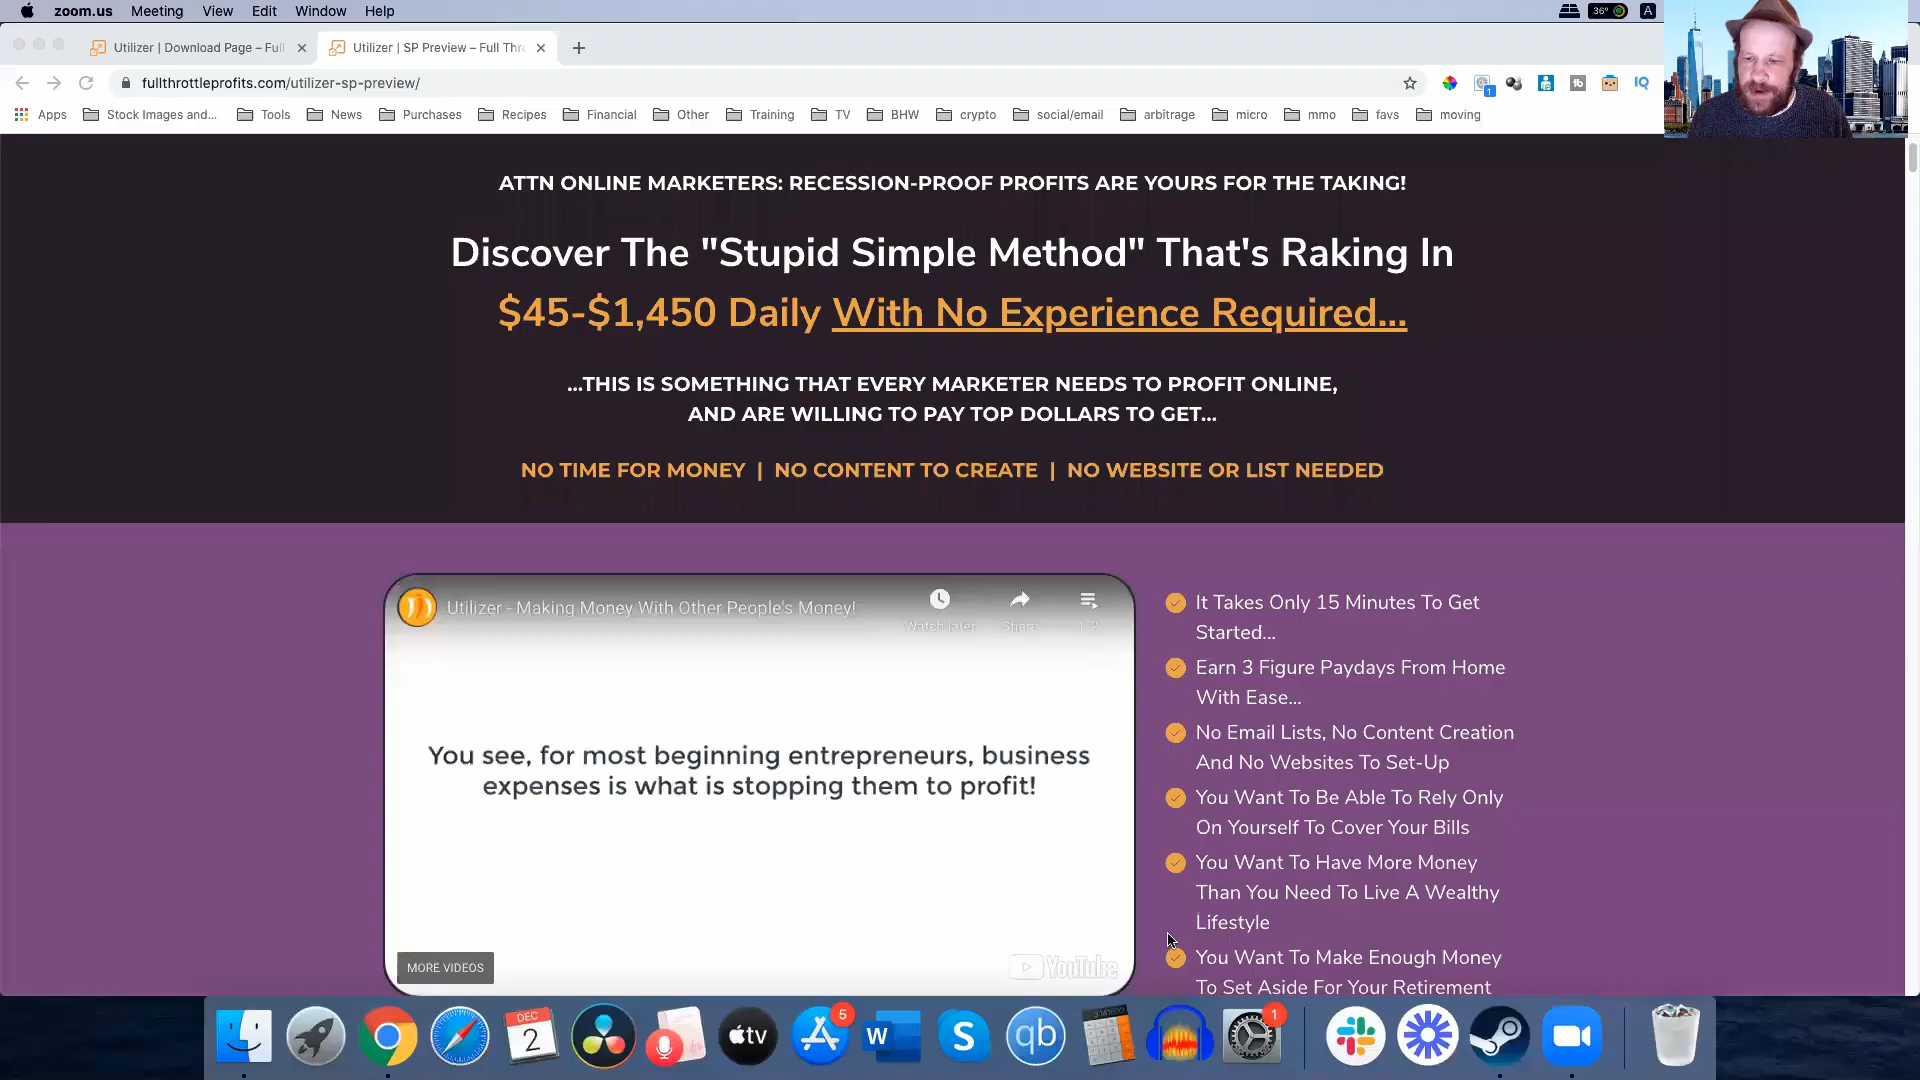 zoom.us Meeting View Edit Window Help
36° A
Utilizer | Download Page – Full
Utilizer | SP Preview – Full Thr
fullthrottleprofits.com/utilizer-sp-preview/
1
Apps Stock Images and... Tools News Purchases Recipes Financial Other Training TV BHW crypto social/email arbitrage micro mmo favs moving
ATTN ONLINE MARKETERS: RECESSION-PROOF PROFITS ARE YOURS FOR THE TAKING!
Discover The "Stupid Simple Method" That's Raking In
$45-$1,450 Daily With No Experience Required...
...THIS IS SOMETHING THAT EVERY MARKETER NEEDS TO PROFIT ONLINE,
AND ARE WILLING TO PAY TOP DOLLARS TO GET...
NO TIME FOR MONEY | NO CONTENT TO CREATE | NO WEBSITE OR LIST NEEDED
Utilizer - Making Money With Other People's Money!
Watch later Share
You see, for most beginning entrepreneurs, business
expenses is what is stopping them to profit!
MORE VIDEOS
YouTube
It Takes Only 15 Minutes To Get
Started...
Earn 3 Figure Paydays From Home
With Ease...
No Email Lists, No Content Creation
And No Websites To Set-Up
You Want To Be Able To Rely Only
On Yourself To Cover Your Bills
You Want To Have More Money
Than You Need To Live A Wealthy
Lifestyle
You Want To Make Enough Money
To Set Aside For Your Retirement
DEC
2
tv
5
W
S
qb
1